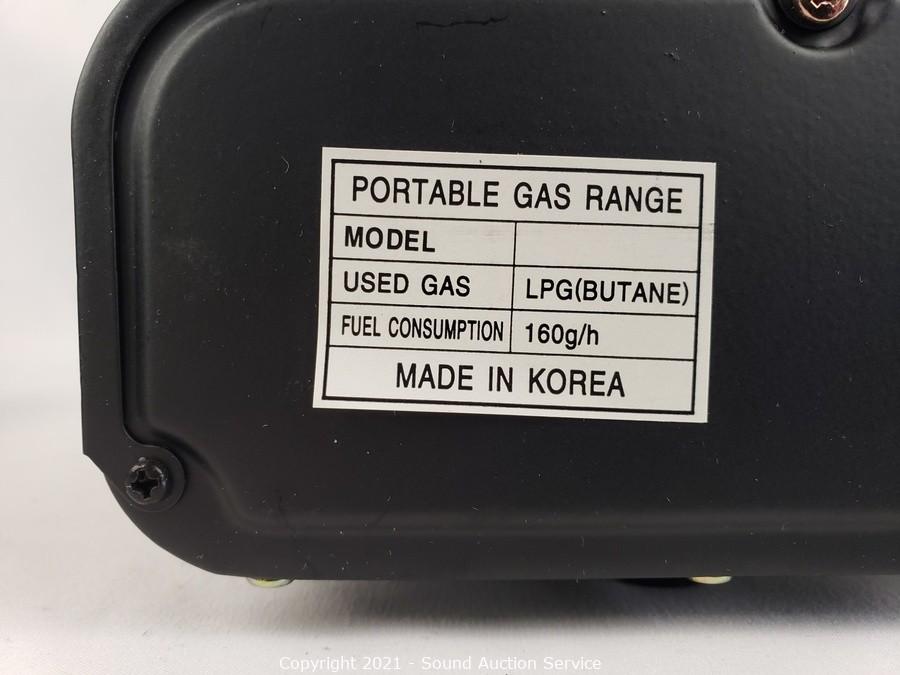 PORTABLE GAS RANGE
MODEL
USED GAS LPG(BUTANE)
FUEL CONSUMPTION 160g/h
MADE IN KOREA
Copyright 2021 - Sound Auction Service